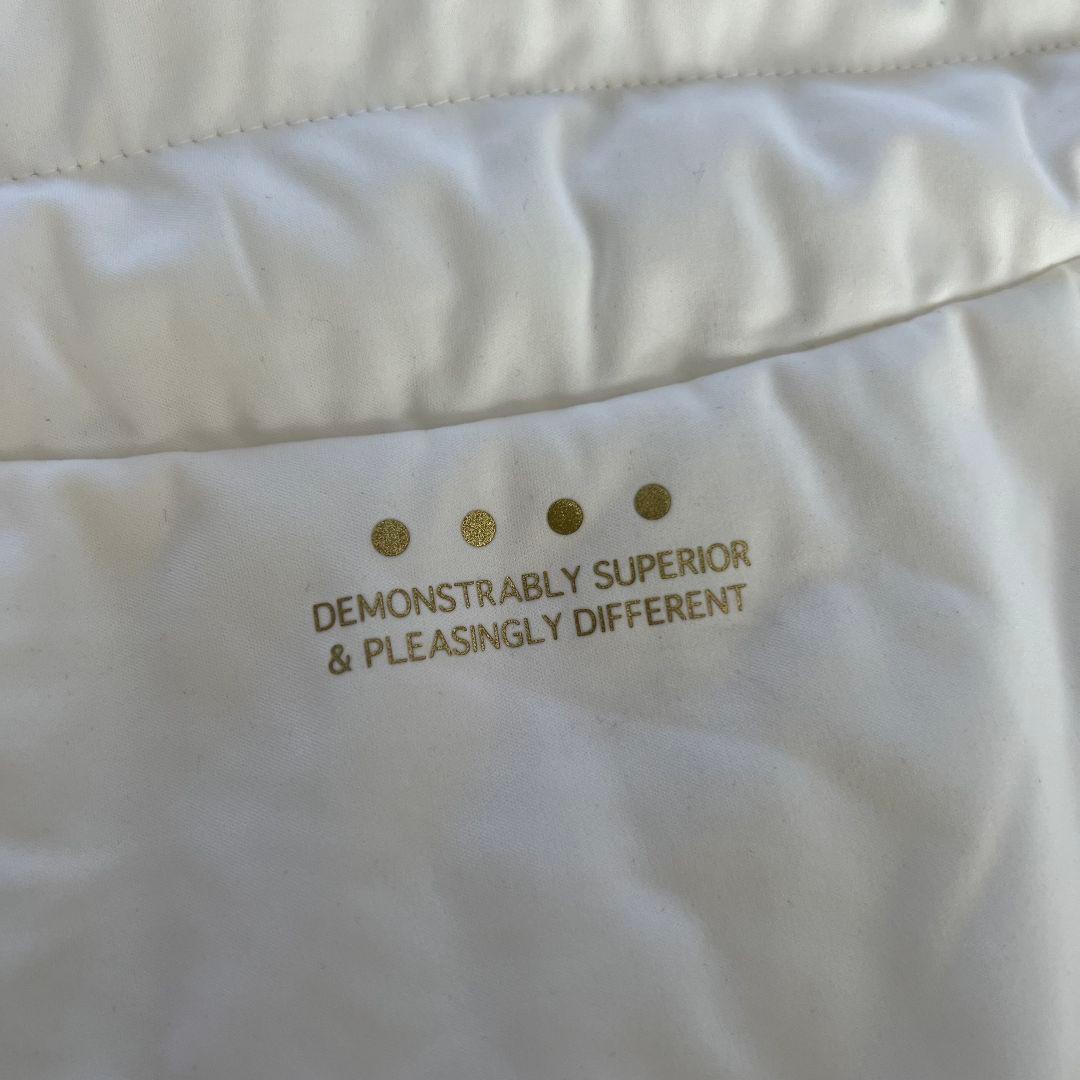 DEMONSTRABLY SUPERIOR
& PLEASINGLY DIFFERENT